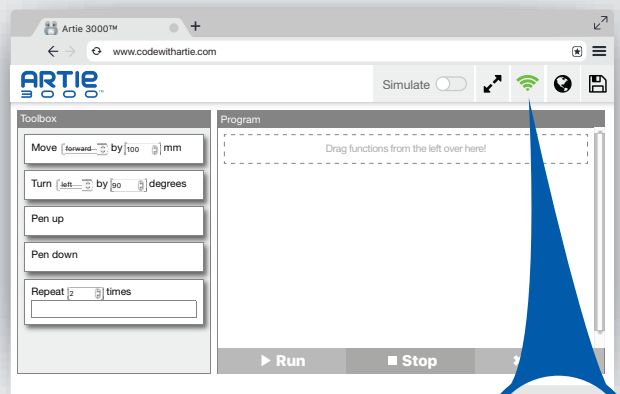 Artie 3000™
www.codewithartie.com
ARTIE
3000™
Simulate
Toolbox
Program
Move forward by 100 mm
Drag functions from the left over here!
Turn left by 90 degrees
Pen up
Pen down
Repeat 2 times
Run
Stop